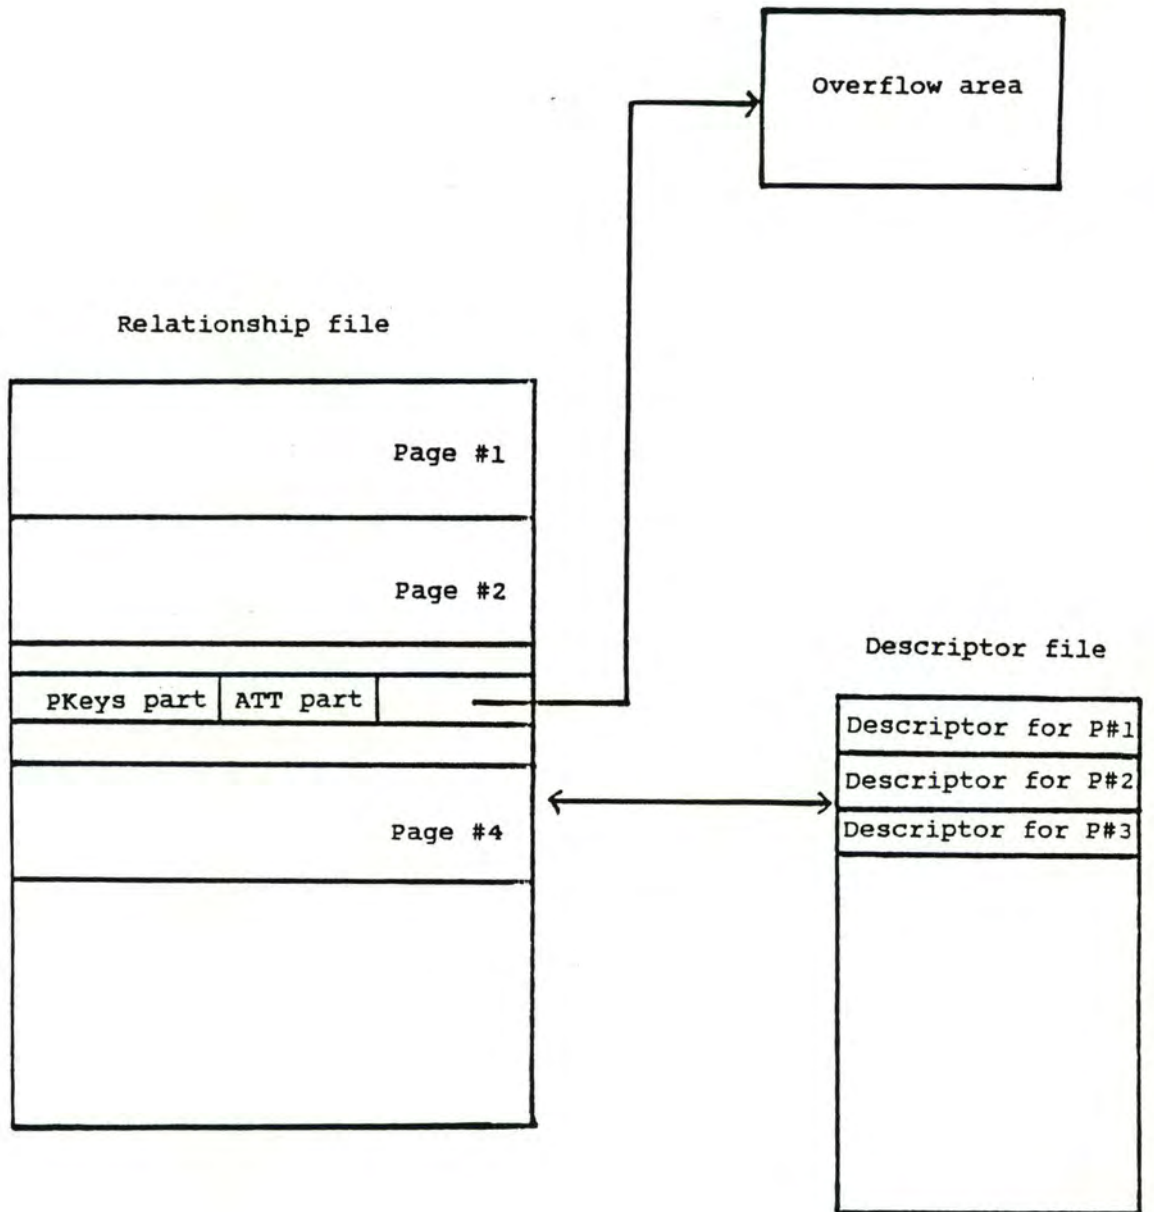 Overflow area
Relationship file
Page #1
Page #2
PKeys part ATT part
Page #4
Descriptor file
Descriptor for P#1
Descriptor for P#2
Descriptor for P#3